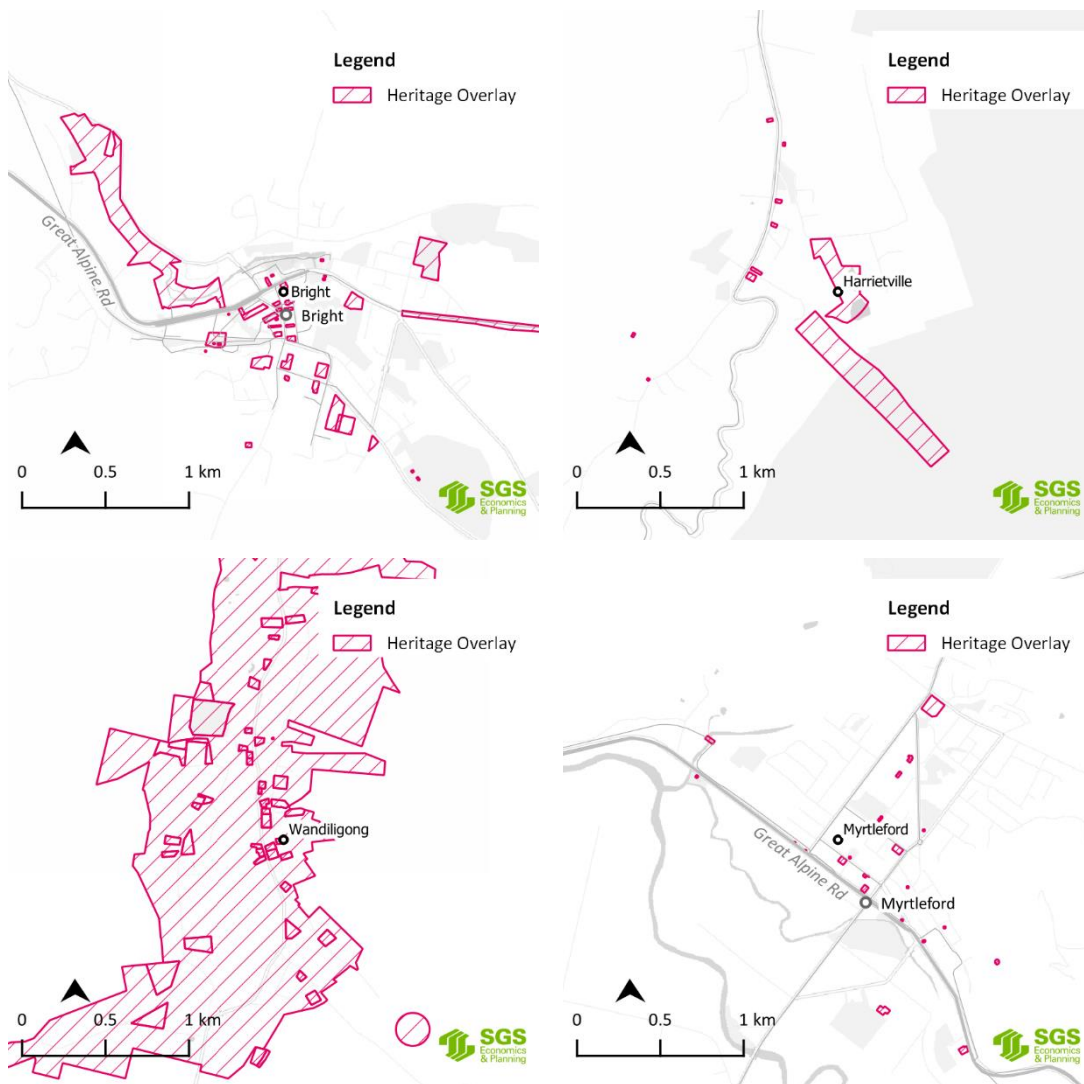 Legend
Heritage Overlay
Great Alpine Rd
Bright
Bright
0 0.5 1 km
SGS
Economics
& Planning
Legend
Heritage Overlay
Harrietville
0 0.5 1 km
SGS
Economics
& Planning
Legend
Heritage Overlay
Wandiligong
0 0.5 1 km
SGS
Economics
& Planning
Legend
Heritage Overlay
Myrtleford
Great Alpine Rd
Myrtleford
0 0.5 1 km
SGS
Economics
& Planning